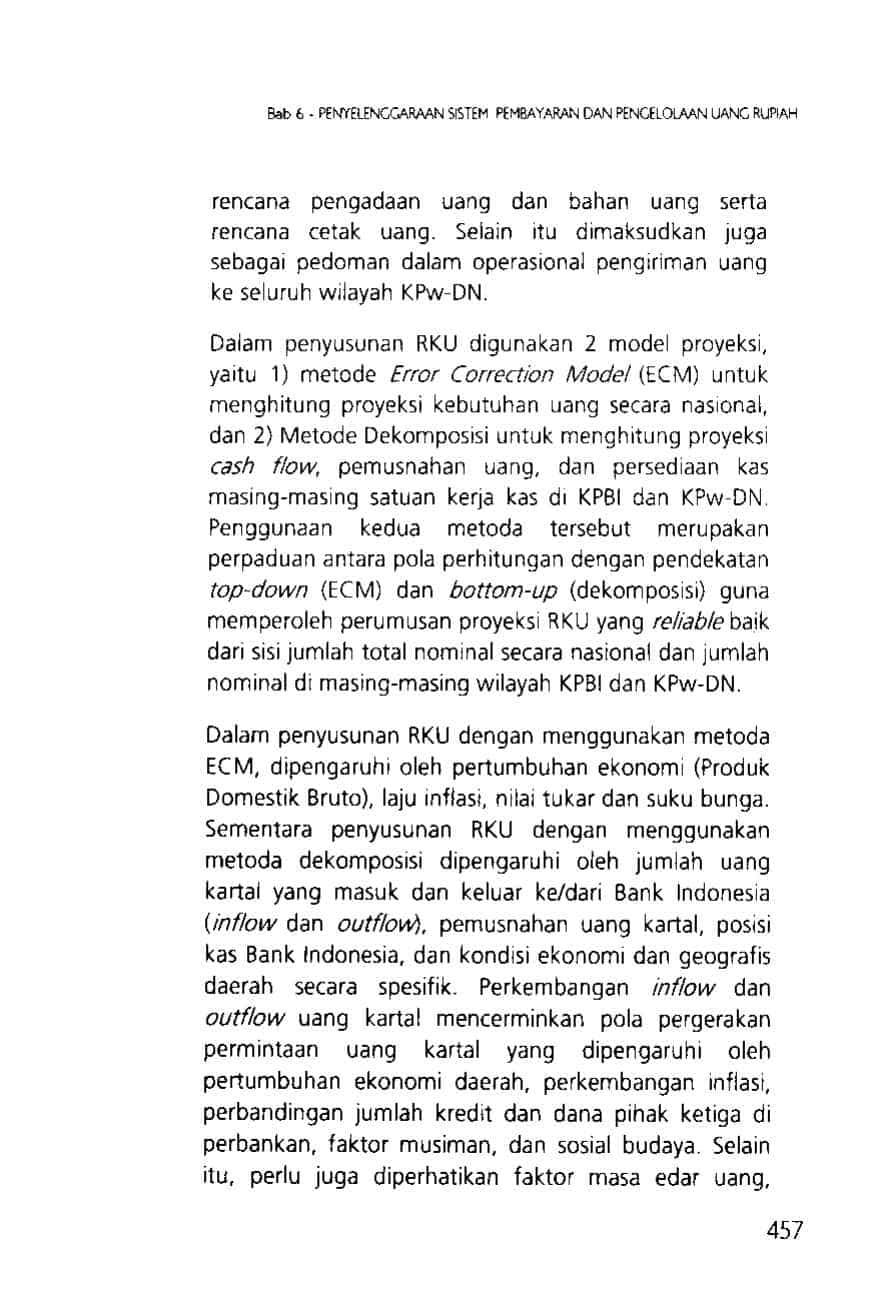 Bab 6 - PENYELENGGARAAN SISTEM PEMBAYARAN DAN PENGELOLAAN UANG RUPIAH
rencana pengadaan uang dan bahan uang serta
rencana cetak uang. Selain itu dimaksudkan juga
sebagai pedoman dalam operasional pengiriman uang
ke seluruh wilayah KPw-DN.
Dalam penyusunan RKU digunakan 2 model proyeksi,
yaitu 1) metode Error Correction Model (ECM) untuk
menghitung proyeksi kebutuhan uang secara nasional,
dan 2) Metode Dekomposisi untuk menghitung proyeksi
cash flow, pemusnahan uang, dan persediaan kas
masing-masing satuan kerja kas di KPBI dan KPw-DN.
Penggunaan kedua metoda tersebut merupakan
perpaduan antara pola perhitungan dengan pendekatan
top-down (ECM) dan bottom-up (dekomposisi) guna
memperoleh perumusan proyeksi RKU yang reliable baik
dari sisi jumlah total nominal secara nasional dan jumlah
nominal di masing-masing wilayah KPBI dan KPw-DN.
Dalam penyusunan RKU dengan menggunakan metoda
ECM, dipengaruhi oleh pertumbuhan ekonomi (Produk
Domestik Bruto), laju inflasi, nilai tukar dan suku bunga.
Sementara penyusunan RKU dengan menggunakan
metoda dekomposisi dipengaruhi oleh jumlah uang
kartal yang masuk dan keluar ke/dari Bank Indonesia
(inflow dan outflow), pemusnahan uang kartal, posisi
kas Bank Indonesia, dan kondisi ekonomi dan geografis
daerah secara spesifik. Perkembangan inflow dan
outflow uang kartal mencerminkan pola pergerakan
permintaan uang kartal yang dipengaruhi oleh
pertumbuhan ekonomi daerah, perkembangan inflasi,
perbandingan jumlah kredit dan dana pihak ketiga di
perbankan, faktor musiman, dan sosial budaya. Selain
itu, perlu juga diperhatikan faktor masa edar uang,
457